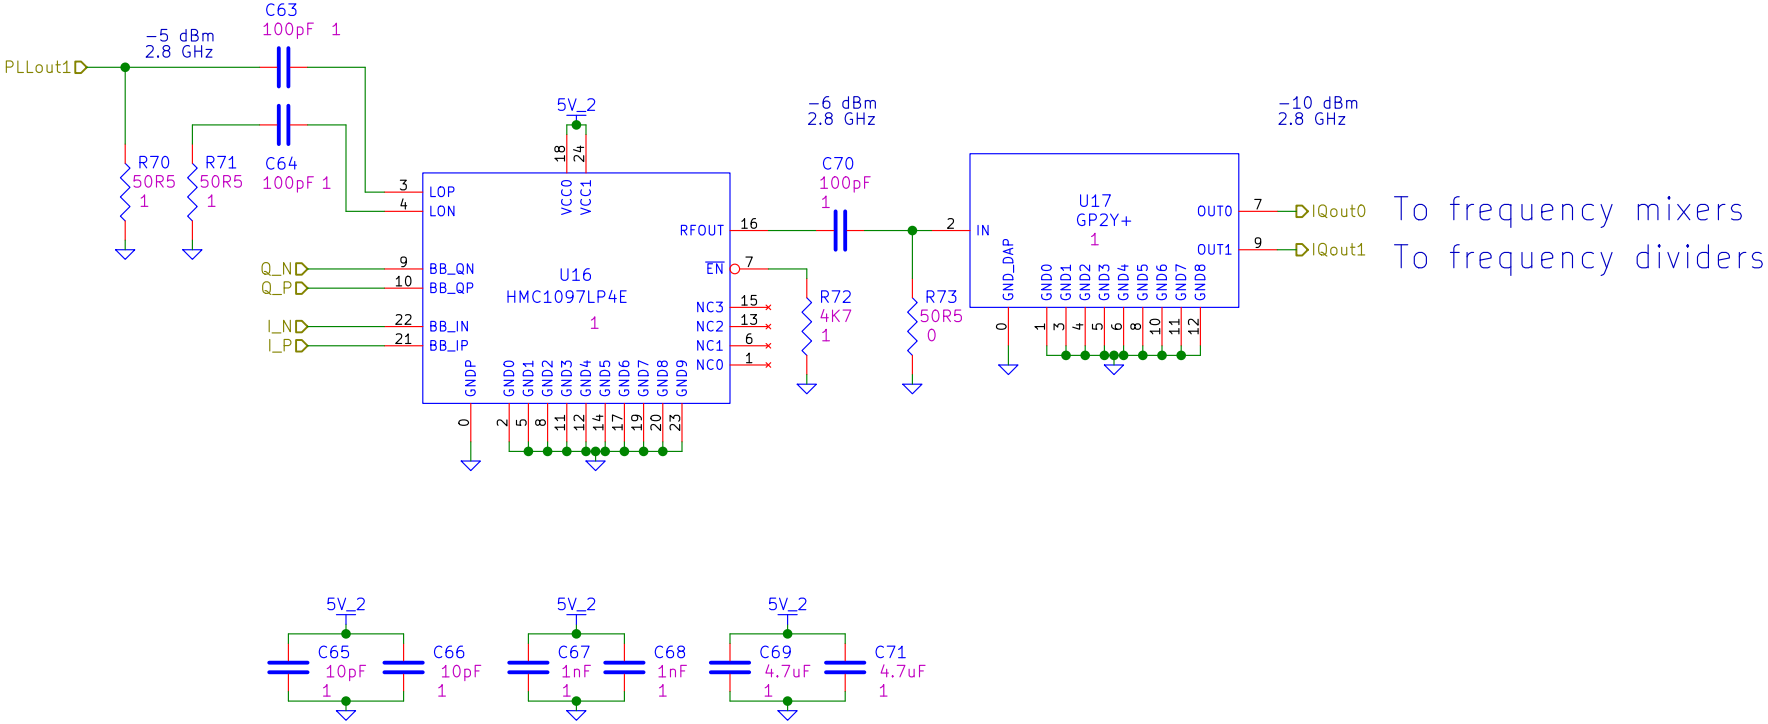 C63
100pF 1
-5 dBm
2.8 GHz
PLLout1
C64
100pF 1
R70
50R5
1
R71
50R5
1
5V_2
18
24
VCC0
VCC1
3
LOP
4
LON
9
BB_QN
10
BB_QP
22
BB_IN
21
BB_IP
Q_N
Q_P
I_N
I_P
U16
HMC1097LP4E
1
RFOUT
16
EN
7
NC3
15
NC2
13
NC1
6
NC0
1
GNDP
GND0
GND1
GND2
GND3
GND4
GND5
GND6
GND7
GND8
GND9
0
2
5
8
11
12
14
17
19
20
23
-6 dBm
2.8 GHz
C70
100pF
1
R72
4K7
1
R73
50R5
0
-10 dBm
2.8 GHz
2
IN
U17
GP2Y+
1
OUT0
7
OUT1
9
GND_DAP
GND0
GND1
GND2
GND3
GND4
GND5
GND6
GND7
GND8
0
1
3
4
5
6
8
10
11
12
IQout0
To frequency mixers
IQout1
To frequency dividers
5V_2
C65
10pF
1
C66
10pF
1
5V_2
C67
1nF
1
C68
1nF
1
5V_2
C69
4.7uF
1
C71
4.7uF
1